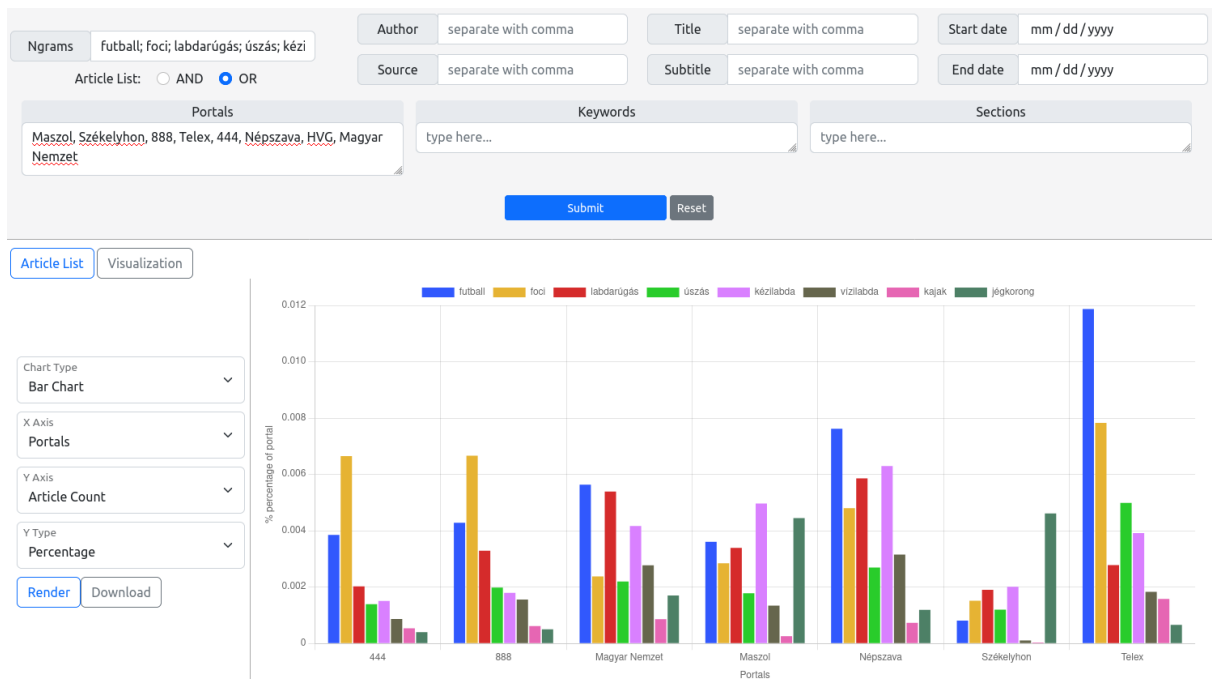 Ngrams
futball; foci; labdarúgás; úszás; kézi
Article List:
AND
OR
Author
separate with comma
Title
separate with comma
Start date
mm / dd / yyyy
Source
separate with comma
Subtitle
separate with comma
End date
mm / dd / yyyy
Portals
Maszol, Székelyhon, 888, Telex, 444, Népszava, HVG, Magyar
Nemzet
Keywords
type here...
Sections
type here...
Submit
Reset
Article List
Visualization
Chart Type
Bar Chart
X Axis
Portals
Y Axis
Article Count
Y Type
Percentage
Render
Download
futball
foci
labdarúgás
úszás
kézilabda
vízilabda
kajak
jégkorong
% percentage of portal
0.012
0.010
0.008
0.006
0.004
0.002
0
444
888
Magyar Nemzet
Maszol
Népszava
Székelyhon
Telex
Portals